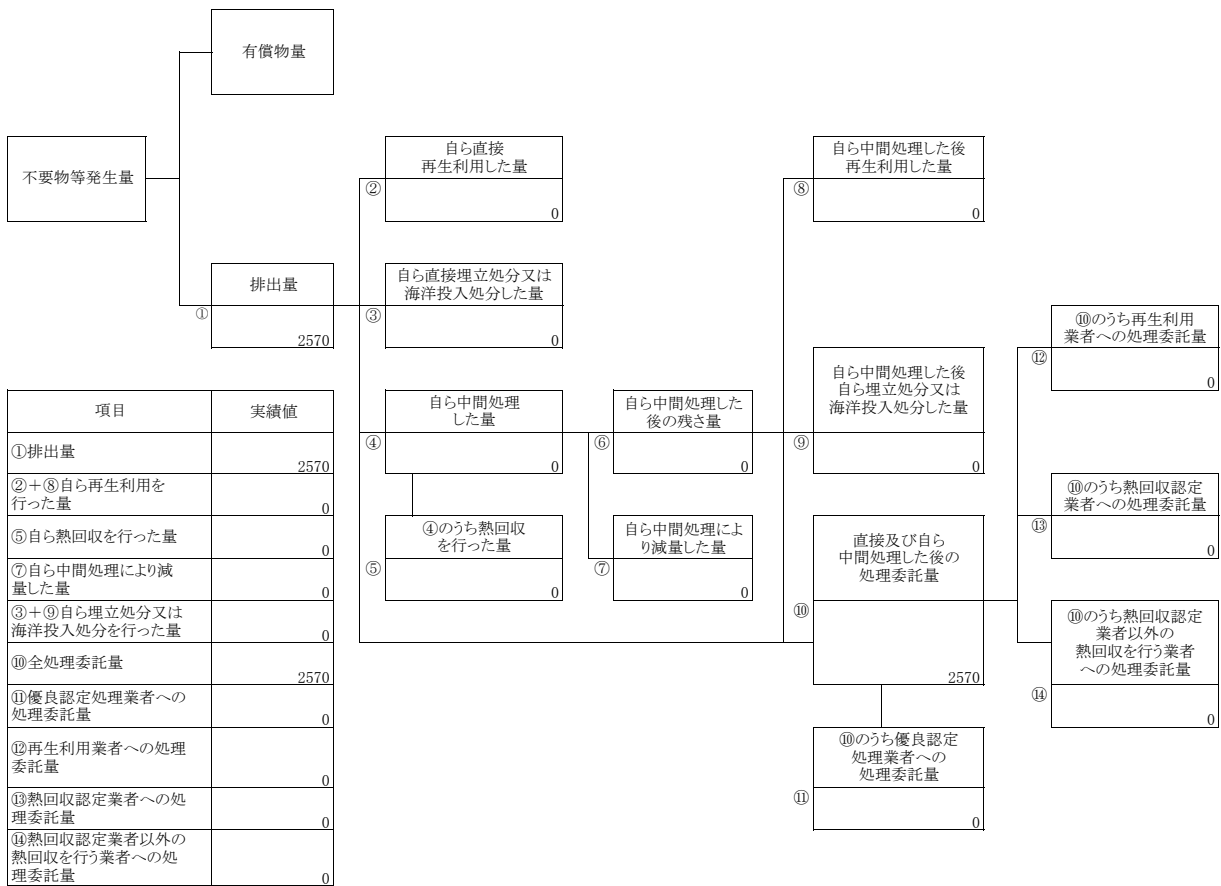 有償物量
不要物等発生量
自ら直接
再生利用した量
②
0
自ら中間処理した後
再生利用した量
⑧
0
排出量
①
2570
自ら直接埋立処分又は
海洋投入処分した量
③
0
⑩のうち再生利用
業者への処理委託量
⑫
0
自ら中間処理
した量
④
0
自ら中間処理した
後の残さ量
⑥
0
自ら中間処理した後
自ら埋立処分又は
海洋投入処分した量
⑨
0
⑩のうち熱回収認定
業者への処理委託量
⑬
0
④のうち熱回収
を行った量
⑤
0
自ら中間処理によ
り減量した量
⑦
0
直接及び自ら
中間処理した後の
処理委託量
⑩
2570
⑩のうち熱回収認定
業者以外の
熱回収を行う業者
への処理委託量
⑭
0
⑩のうち優良認定
処理業者への
処理委託量
⑪
0
項目
実績値
①排出量
2570
②+⑧自ら再生利用を
行った量
0
⑤自ら熱回収を行った量
0
⑦自ら中間処理により減
量した量
0
③+⑨自ら埋立処分又は
海洋投入処分を行った量
0
⑩全処理委託量
2570
⑪優良認定処理業者への
処理委託量
0
⑫再生利用業者への処理
委託量
0
⑬熱回収認定業者への処
理委託量
0
⑭熱回収認定業者以外の
熱回収を行う業者への処
理委託量
0